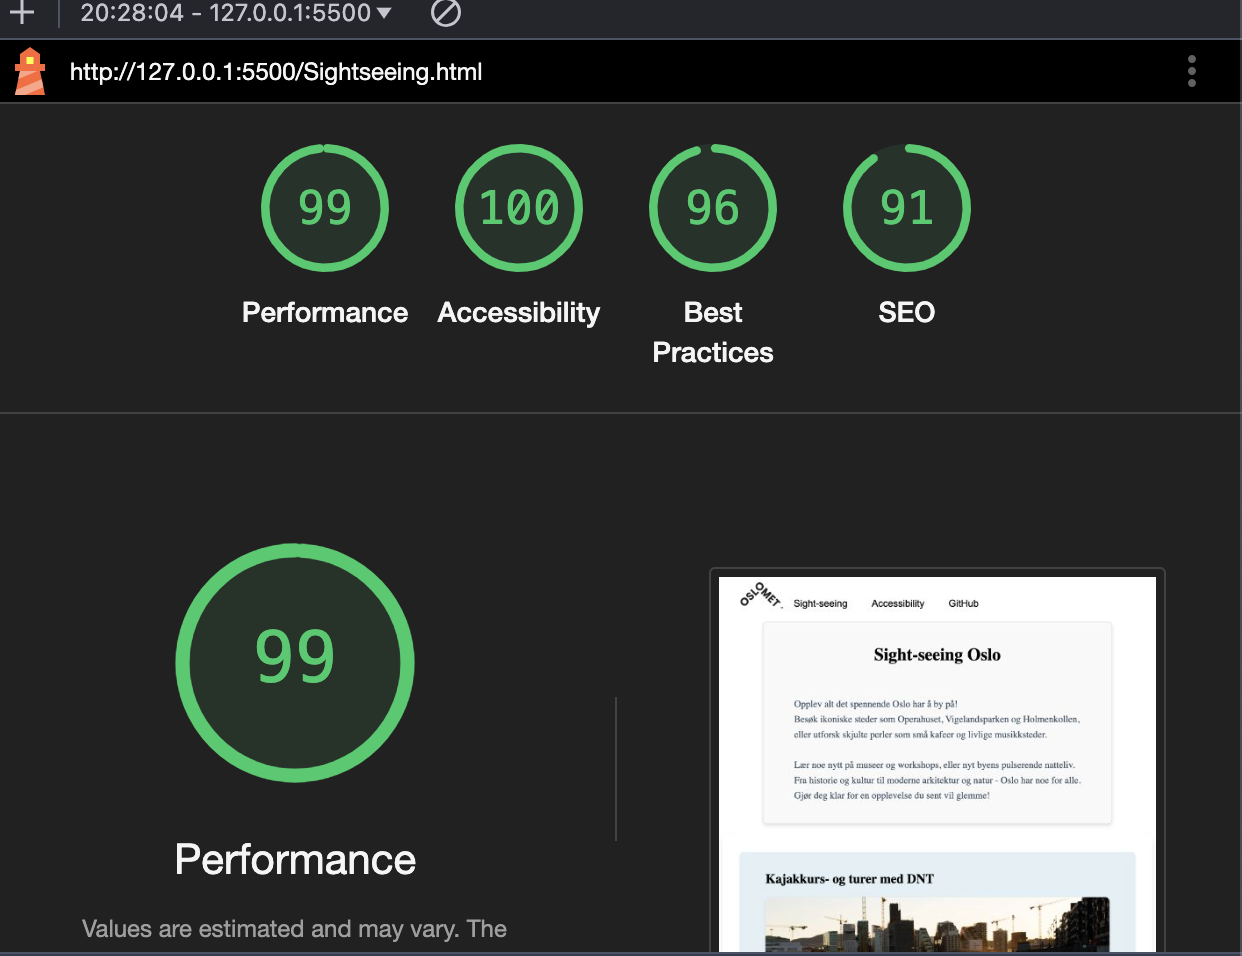 20:28:04 - 127.0.0.1:5500
http://127.0.0.1:5500/Sightseeing.html
99
100
96
91
Performance
Accessibility
Best
Practices
SEO
99
Performance
Values are estimated and may vary. The
OSLOMET
Sight-seeing
Accessibility
GitHub
Sight-seeing Oslo
Opplev alt det spennende Oslo har å by på!
Besøk ikoniske steder som Operahuset, Vigelandsparken og Holmenkollen,
eller utforsk skjulte perler som små kafeer og livlige musikksteder.
Lær noe nytt på museer og workshops, eller nyt byens pulserende natteliv.
Fra historie og kultur til moderne arkitektur og natur - Oslo har noe for alle.
Gjør deg klar for en opplevelse du sent vil glemme!
Kajakkurs- og turer med DNT